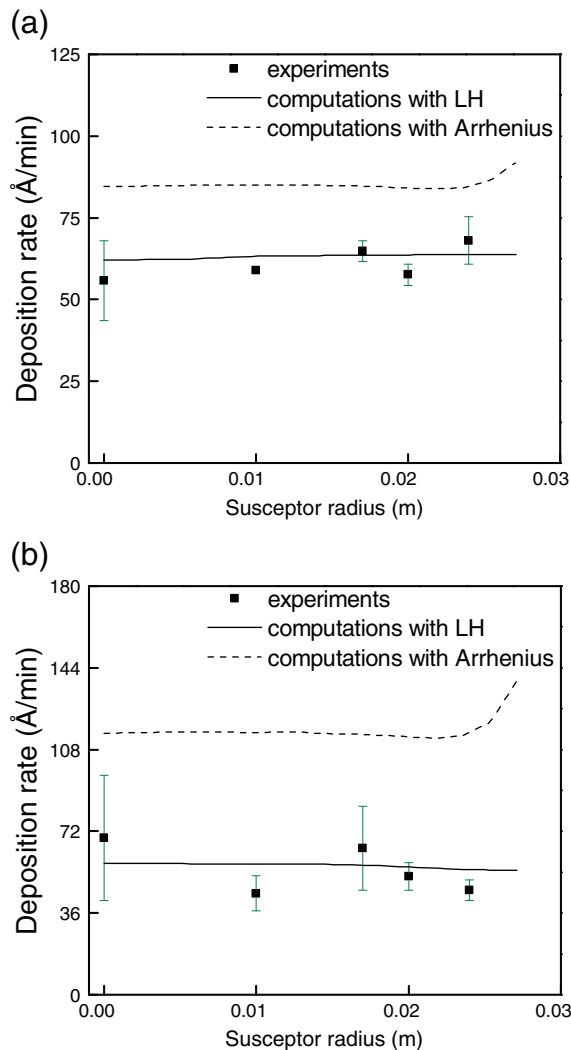 (a)
125
100
75
50
25
0
Deposition rate (Å/min)
experiments
computations with LH
computations with Arrhenius
0.00 0.01 0.02 0.03
Susceptor radius (m)
(b)
180
144
108
72
36
0
Deposition rate (Å/min)
experiments
computations with LH
computations with Arrhenius
0.00 0.01 0.02 0.03
Susceptor radius (m)